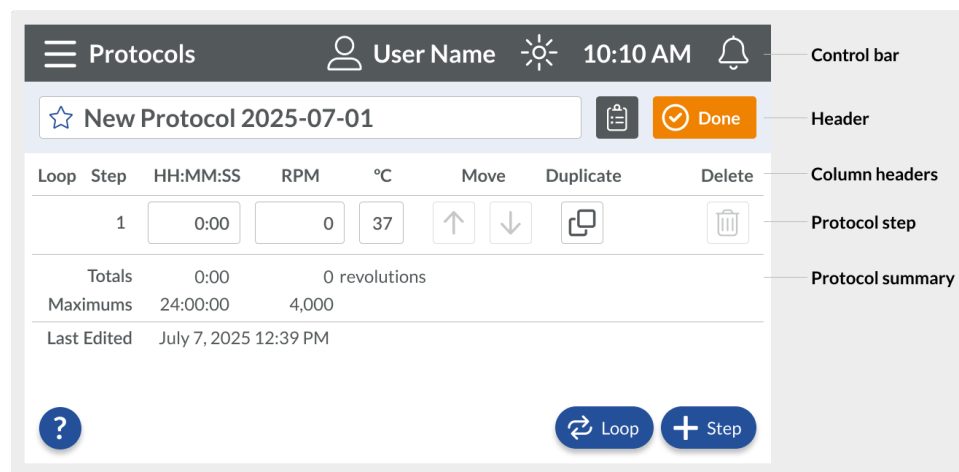 Protocols User Name 10:10 AM Control bar
New Protocol 2025-07-01 Done Header
Loop Step HH:MM:SS RPM °C Move Duplicate Delete Column headers
1 0:00 0 37 Protocol step
Totals 0:00 0 revolutions Protocol summary
Maximums 24:00:00 4,000
Last Edited July 7, 2025 12:39 PM
? Loop Step